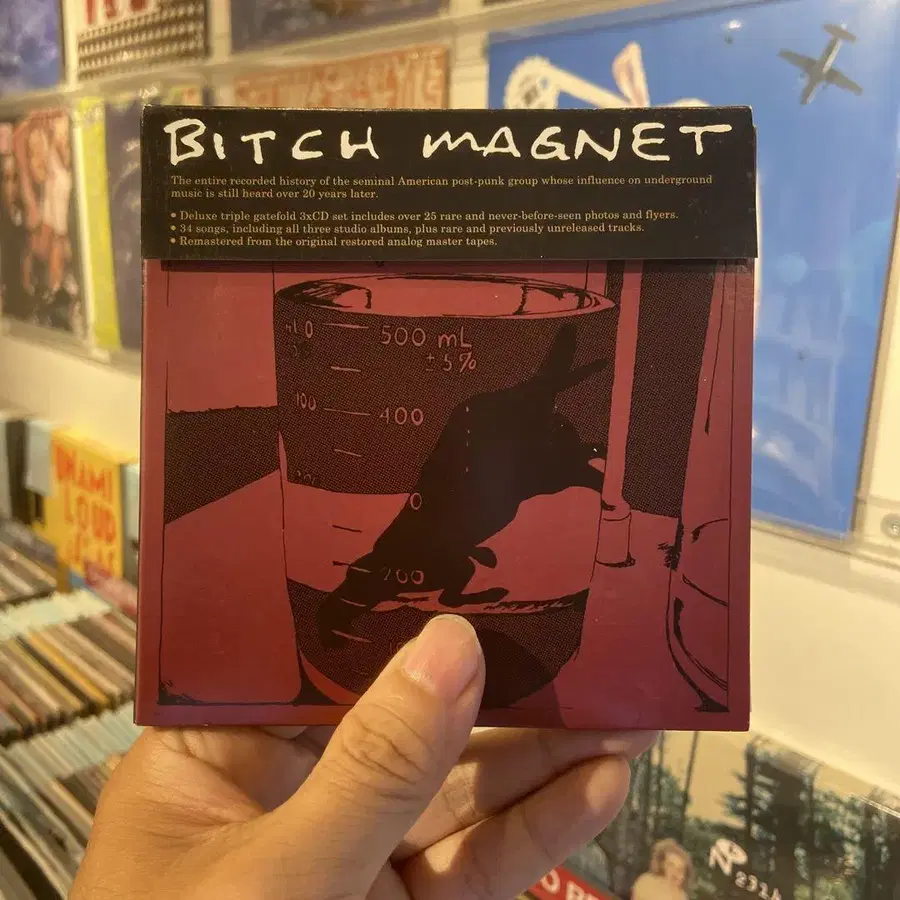 BITCH MAGNET
The entire recorded history of the seminal American post-punk group whose influence on underground
music is still heard over 20 years later.
• Deluxe triple gatefold 3xCD set includes over 25 rare and never-before-seen photos and flyers.
• 34 songs, including all three studio albums, plus rare and previously unreleased tracks.
• Remastered from the original restored analog master tapes.
500 mL
±5%
100
400
UMAMI
LOUD